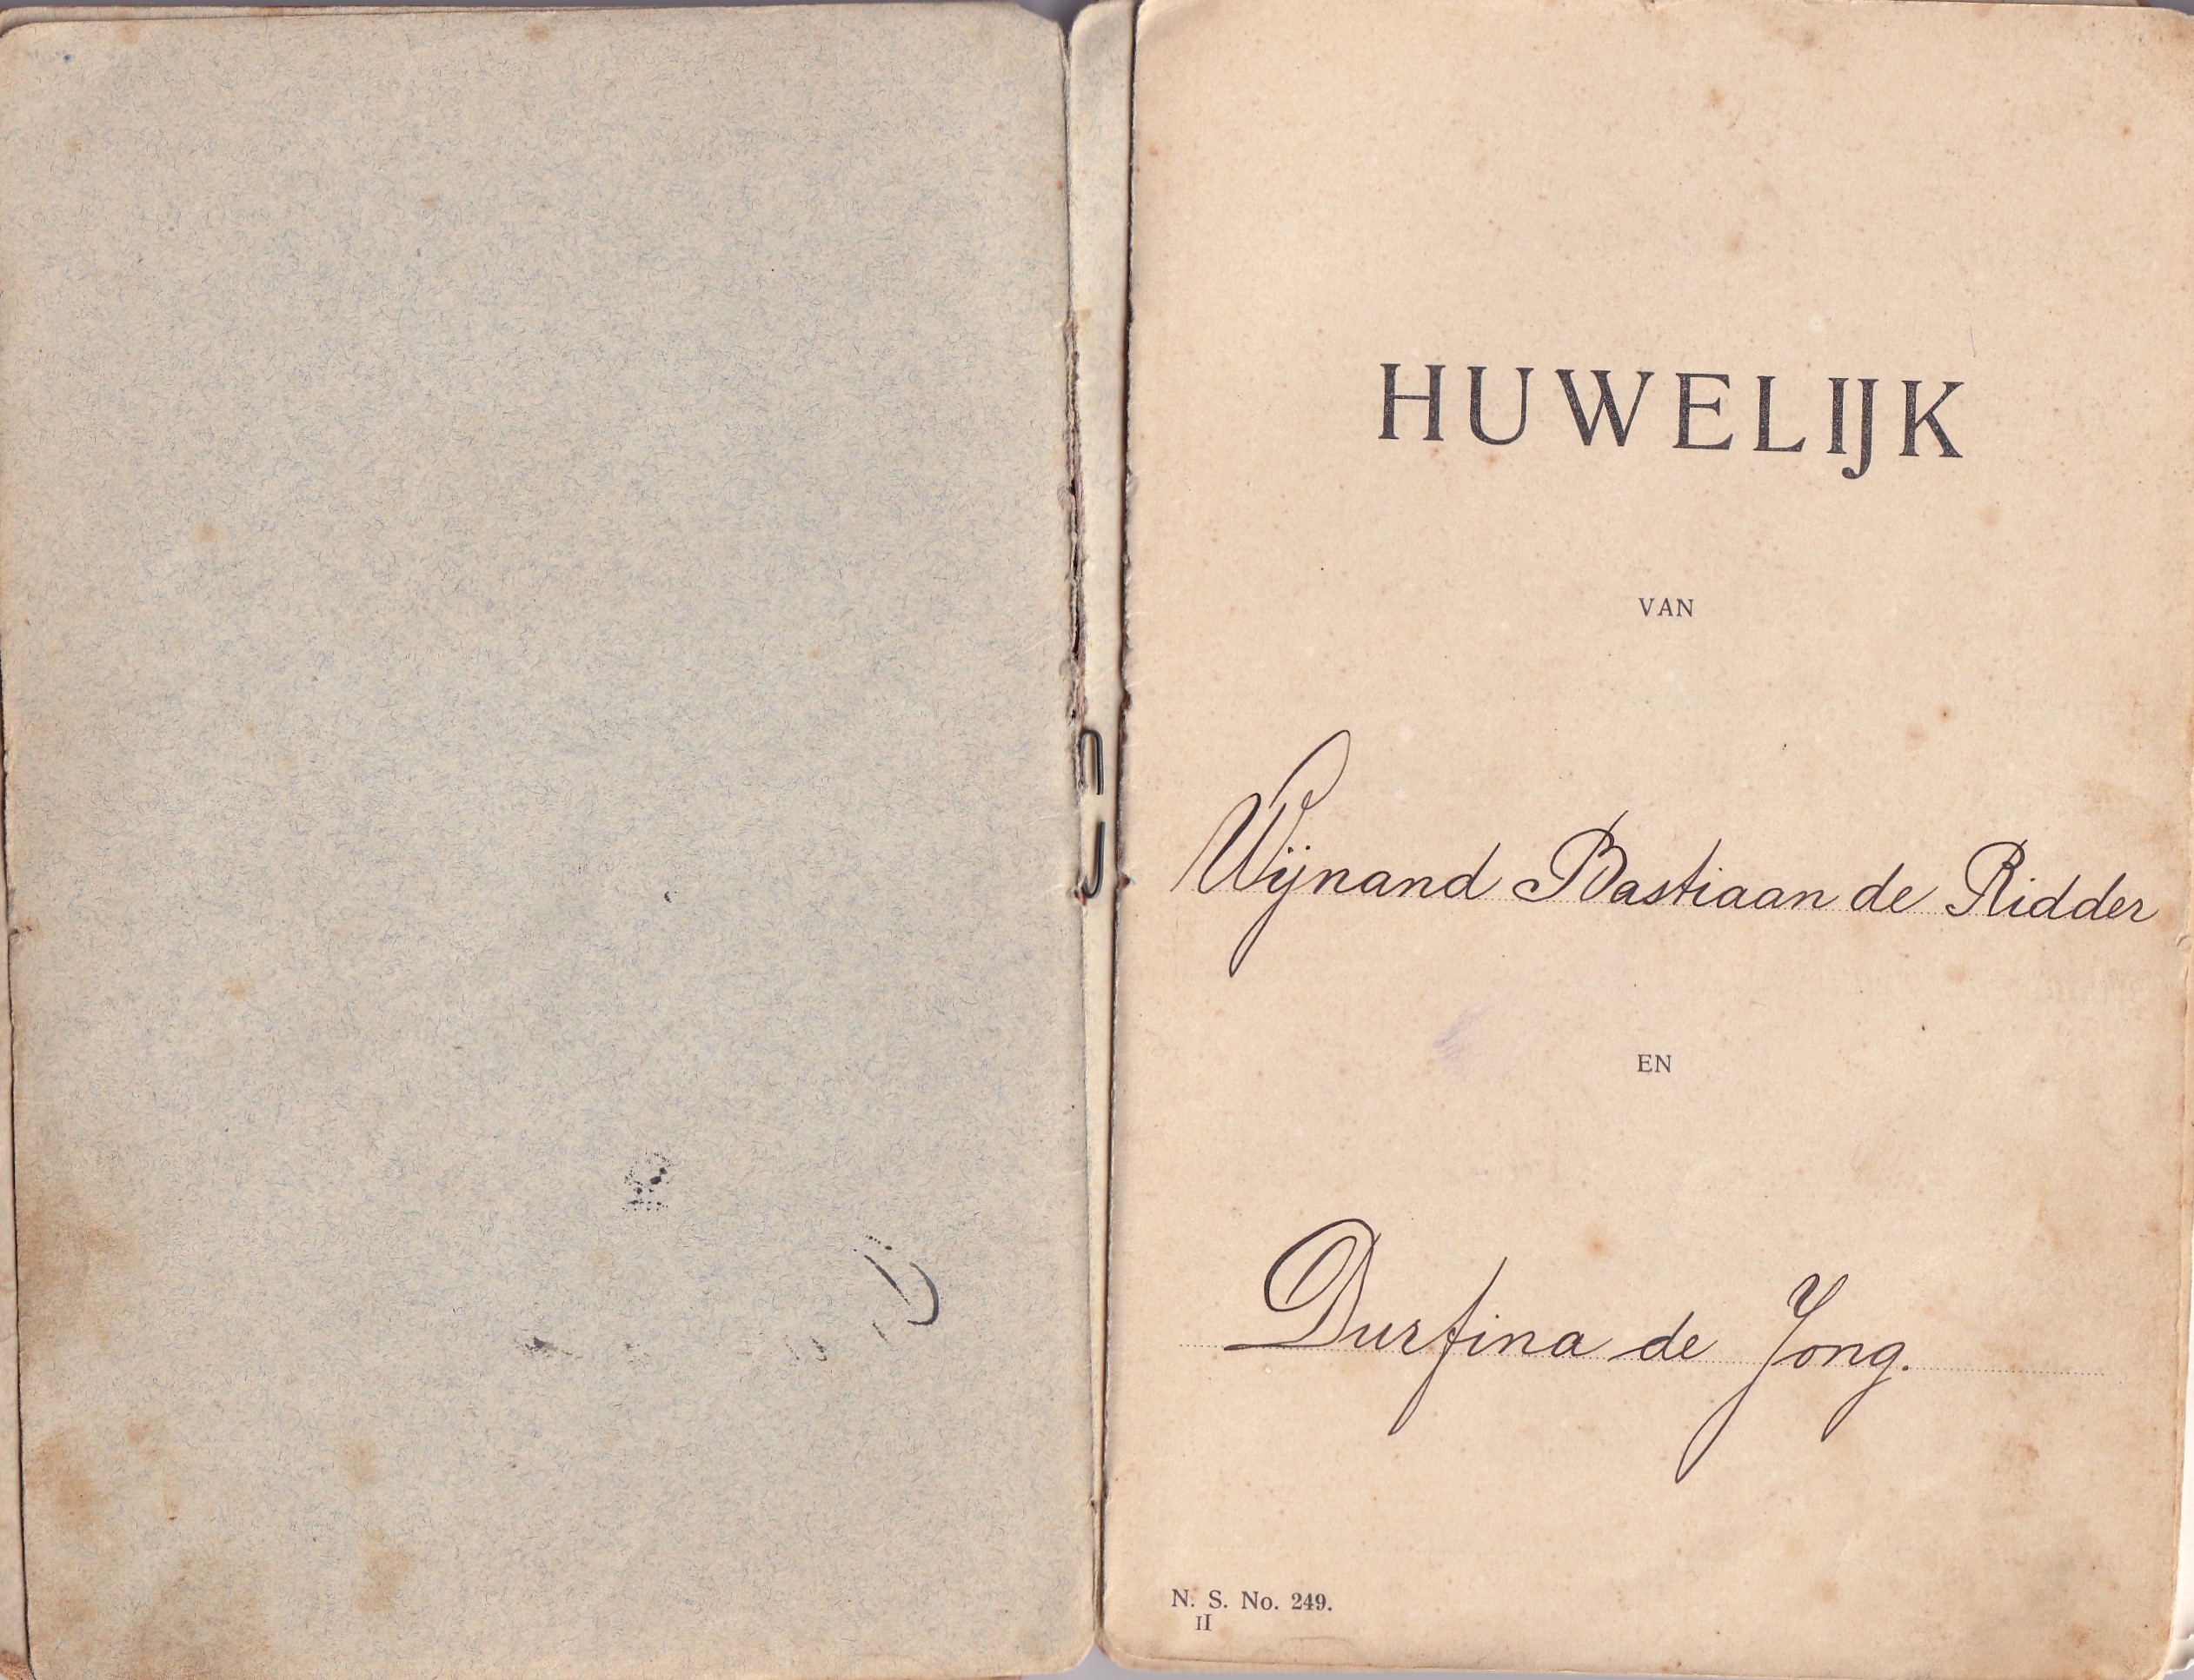 HUWELIJK
VAN
Wijnand Bastiaan de Ridder
EN
Durfina de Jong.
N. S. No. 249.
II